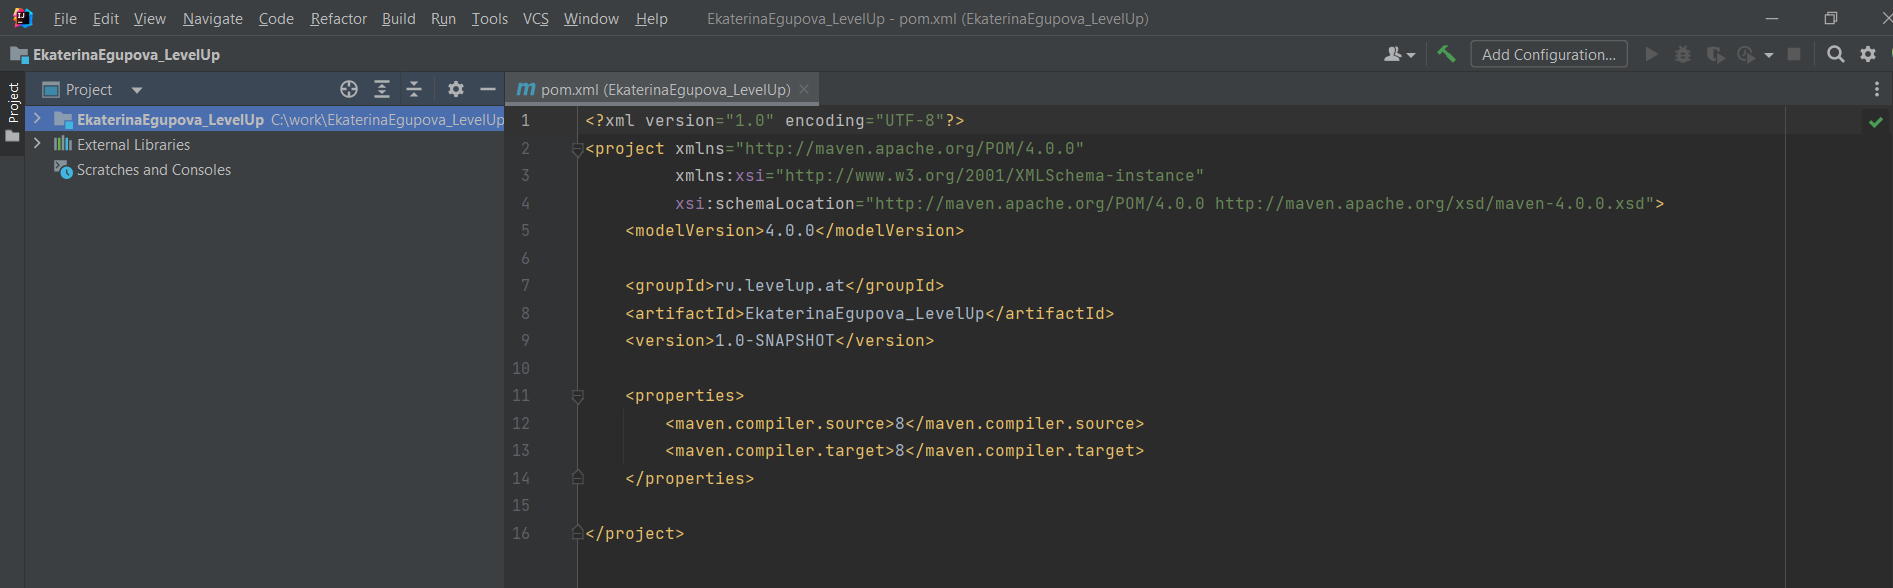 File Edit View Navigate Code Refactor Build Run Tools VCS Window Help EkaterinaEgupova_LevelUp - pom.xml (EkaterinaEgupova_LevelUp)
EkaterinaEgupova_LevelUp Add Configuration...
Project
Project pom.xml (EkaterinaEgupova_LevelUp)
EkaterinaEgupova_LevelUp C:\work\EkaterinaEgupova_LevelUp
External Libraries
Scratches and Consoles
1 <?xml version="1.0" encoding="UTF-8"?>
2 <project xmlns="http://maven.apache.org/POM/4.0.0"
3 xmlns:xsi="http://www.w3.org/2001/XMLSchema-instance"
4 xsi:schemaLocation="http://maven.apache.org/POM/4.0.0 http://maven.apache.org/xsd/maven-4.0.0.xsd">
5 <modelVersion>4.0.0</modelVersion>
6
7 <groupId>ru.levelup.at</groupId>
8 <artifactId>EkaterinaEgupova_LevelUp</artifactId>
9 <version>1.0-SNAPSHOT</version>
10
11 <properties>
12 <maven.compiler.source>8</maven.compiler.source>
13 <maven.compiler.target>8</maven.compiler.target>
14 </properties>
15
16 </project>